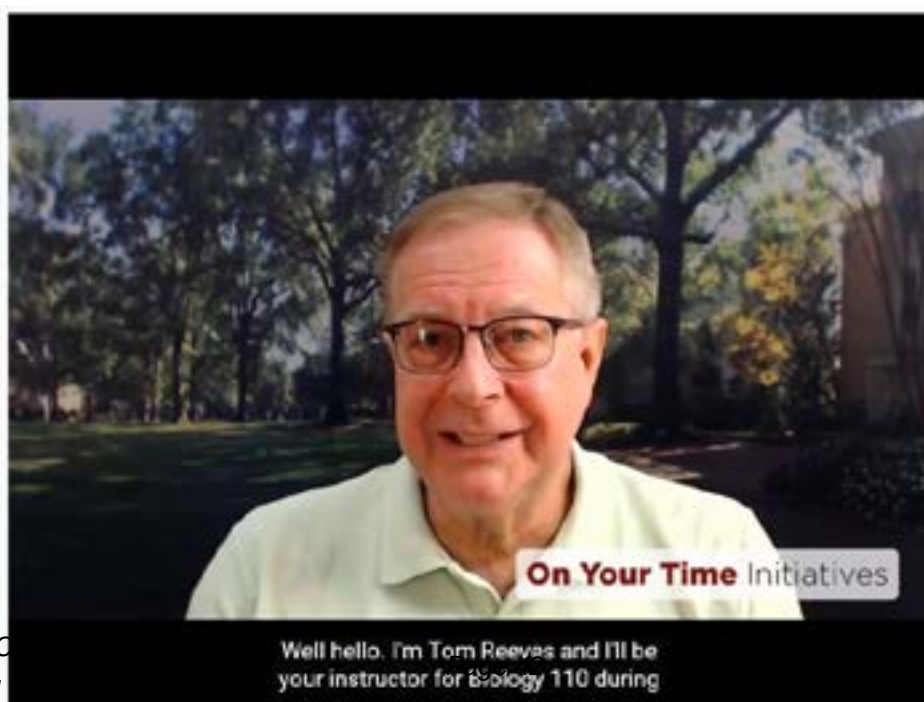 On Your Time Initiatives
Well hello. I'm Tom Reeves and I'll be
your instructor for Biology 110 during